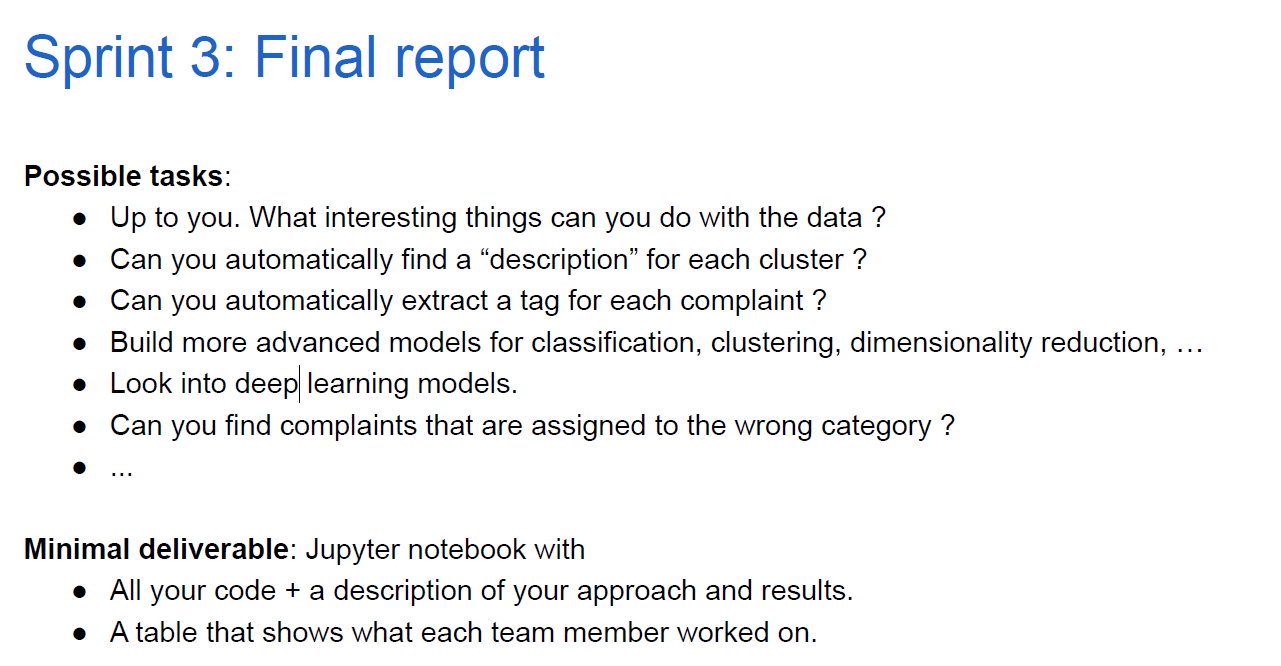 Sprint 3: Final report
Possible tasks:
● Up to you. What interesting things can you do with the data ?
● Can you automatically find a “description” for each cluster ?
● Can you automatically extract a tag for each complaint ?
● Build more advanced models for classification, clustering, dimensionality reduction, …
● Look into deep learning models.
● Can you find complaints that are assigned to the wrong category ?
● ...
Minimal deliverable: Jupyter notebook with
● All your code + a description of your approach and results.
● A table that shows what each team member worked on.